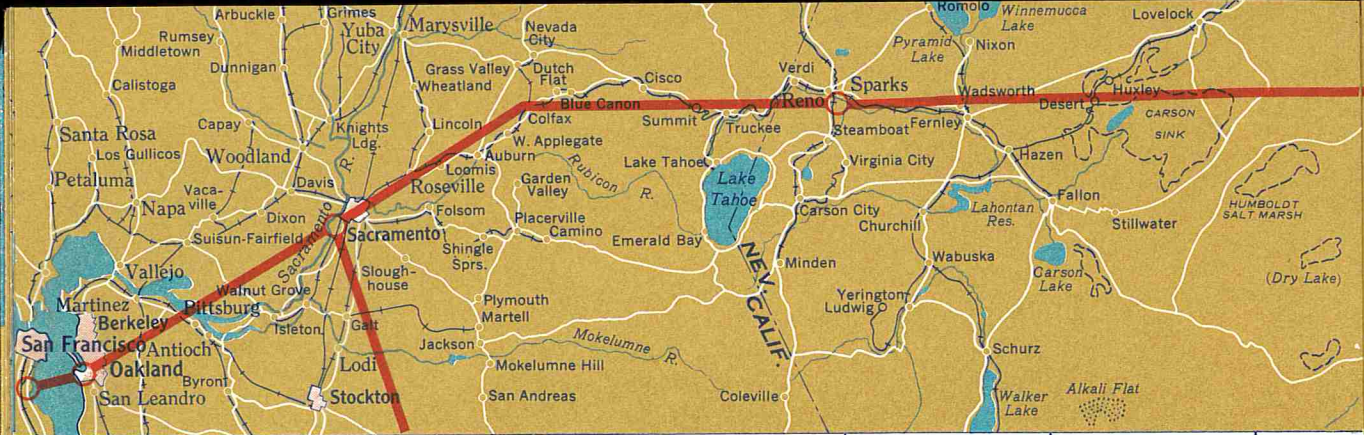 Arbuckle
Grimes
Marysville
Nevada
City
Romolo
Winnemucca
Lake
Lovelock
Rumsey
Middletown
Yuba
City
Pyramid
Lake
Nixon
Dunnigan
Grass Valley
Dutch
Flat
Cisco
Verdi
Sparks
Calistoga
Wheatland
Blue Canon
Reno
Wadsworth
Huxley
Desert
Santa Rosa
Capay
Knights
Ldg.
Lincoln
Colfax
Summit
Truckee
Steamboat
Fernley
CARSON
SINK
Los Gullicos
Woodland
R.
W. Applegate
Auburn
Loomis
Rubicon R.
Lake Tahoe
Virginia City
Hazen
Petaluma
Davis
Roseville
Garden
Valley
Lake
Tahoe
Vaca-
ville
Napa
Dixon
Folsom
Placerville
Camino
Carson City
Churchill
Lahontan
Res.
Fallon
Stillwater
HUMBOLDT
SALT MARSH
Suisun-Fairfield
Sacramento
Sacramento
Shingle
Sprs.
Emerald Bay
Vallejo
Slough-
house
NEV.
CALIF.
Minden
Wabuska
Carson
Lake
(Dry Lake)
Walnut Grove
Martinez
Pittsburg
Isleton
Galt
Plymouth
Martell
Yerington
Ludwig
Berkeley
San Francisco
Antioch
Jackson
Mokelumne R.
Schurz
Oakland
Lodi
Mokelumne Hill
Byront
San Leandro
Stockton
San Andreas
Coleville
Walker
Lake
Alkali Flat